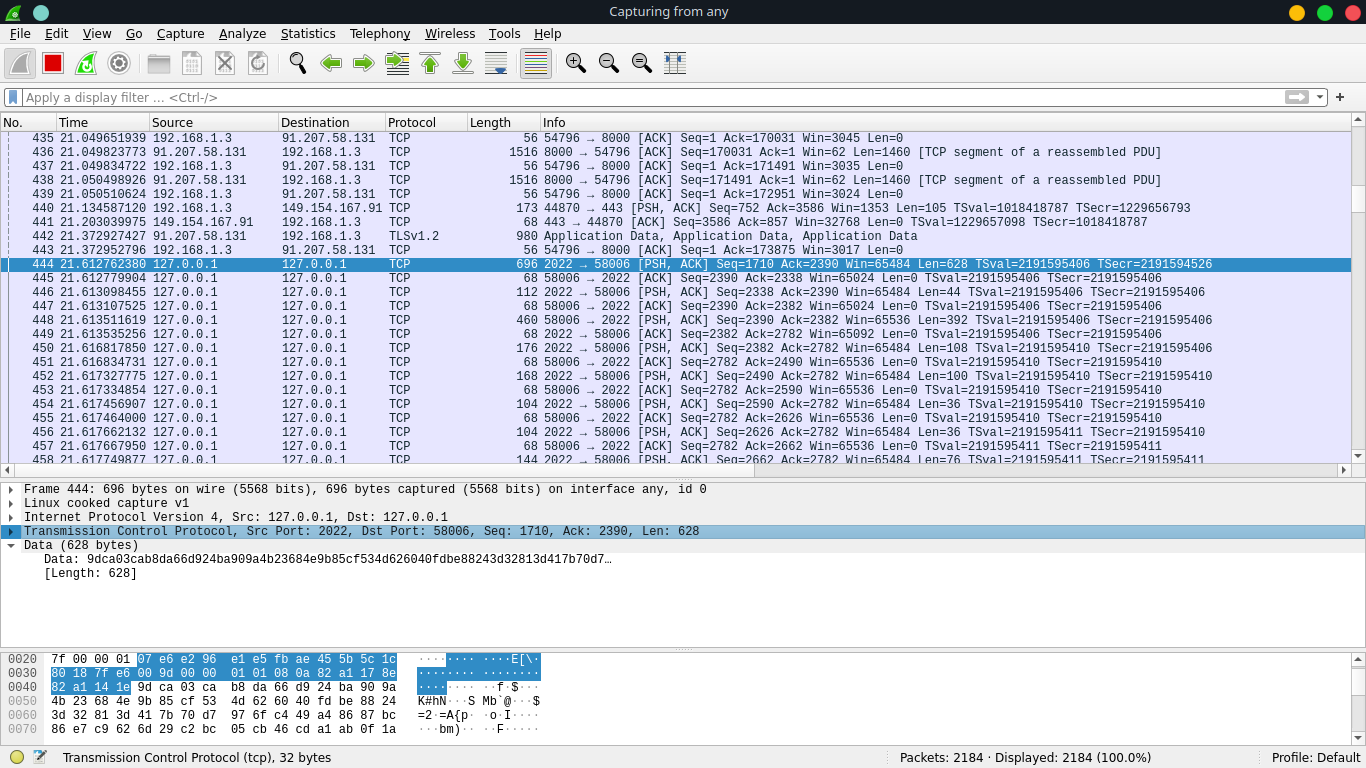 Capturing from any
File Edit View Go Capture Analyze Statistics Telephony Wireless Tools Help
Apply a display filter ... <Ctrl-/>
No. Time Source Destination Protocol Length Info
435 21.049651939 192.168.1.3 91.207.58.131 TCP 56 54796 → 8000 [ACK] Seq=1 Ack=170031 Win=3045 Len=0
436 21.049823773 91.207.58.131 192.168.1.3 TCP 1516 8000 → 54796 [ACK] Seq=170031 Ack=1 Win=62 Len=1460 [TCP segment of a reassembled PDU]
437 21.049834722 192.168.1.3 91.207.58.131 TCP 56 54796 → 8000 [ACK] Seq=1 Ack=171491 Win=3035 Len=0
438 21.050498926 91.207.58.131 192.168.1.3 TCP 1516 8000 → 54796 [ACK] Seq=171491 Ack=1 Win=62 Len=1460 [TCP segment of a reassembled PDU]
439 21.050510624 192.168.1.3 91.207.58.131 TCP 56 54796 → 8000 [ACK] Seq=1 Ack=172951 Win=3024 Len=0
440 21.134587120 192.168.1.3 149.154.167.91 TCP 173 44870 → 443 [PSH, ACK] Seq=752 Ack=3586 Win=1353 Len=105 TSval=1018418787 TSecr=1229656793
441 21.203039975 149.154.167.91 192.168.1.3 TCP 68 443 → 44870 [ACK] Seq=3586 Ack=857 Win=32768 Len=0 TSval=1229657098 TSecr=1018418787
442 21.372927427 91.207.58.131 192.168.1.3 TLSv1.2 980 Application Data, Application Data, Application Data
443 21.372952796 192.168.1.3 91.207.58.131 TCP 56 54796 → 8000 [ACK] Seq=1 Ack=173875 Win=3017 Len=0
444 21.612762380 127.0.0.1 127.0.0.1 TCP 696 2022 → 58006 [PSH, ACK] Seq=1710 Ack=2390 Win=65484 Len=628 TSval=2191595406 TSecr=2191594526
445 21.612779904 127.0.0.1 127.0.0.1 TCP 68 58006 → 2022 [ACK] Seq=2390 Ack=2338 Win=65024 Len=0 TSval=2191595406 TSecr=2191595406
446 21.613098455 127.0.0.1 127.0.0.1 TCP 112 2022 → 58006 [PSH, ACK] Seq=2338 Ack=2390 Win=65484 Len=44 TSval=2191595406 TSecr=2191595406
447 21.613107525 127.0.0.1 127.0.0.1 TCP 68 58006 → 2022 [ACK] Seq=2390 Ack=2382 Win=65024 Len=0 TSval=2191595406 TSecr=2191595406
448 21.613511619 127.0.0.1 127.0.0.1 TCP 460 58006 → 2022 [PSH, ACK] Seq=2390 Ack=2382 Win=65536 Len=392 TSval=2191595406 TSecr=2191595406
449 21.613535256 127.0.0.1 127.0.0.1 TCP 68 2022 → 58006 [ACK] Seq=2382 Ack=2782 Win=65092 Len=0 TSval=2191595406 TSecr=2191595406
450 21.616817850 127.0.0.1 127.0.0.1 TCP 176 2022 → 58006 [PSH, ACK] Seq=2382 Ack=2782 Win=65484 Len=108 TSval=2191595410 TSecr=2191595406
451 21.616834731 127.0.0.1 127.0.0.1 TCP 68 58006 → 2022 [ACK] Seq=2782 Ack=2490 Win=65536 Len=0 TSval=2191595410 TSecr=2191595410
452 21.617327775 127.0.0.1 127.0.0.1 TCP 168 2022 → 58006 [PSH, ACK] Seq=2490 Ack=2782 Win=65484 Len=100 TSval=2191595410 TSecr=2191595410
453 21.617334854 127.0.0.1 127.0.0.1 TCP 68 58006 → 2022 [ACK] Seq=2782 Ack=2590 Win=65536 Len=0 TSval=2191595410 TSecr=2191595410
454 21.617456907 127.0.0.1 127.0.0.1 TCP 104 2022 → 58006 [PSH, ACK] Seq=2590 Ack=2782 Win=65484 Len=36 TSval=2191595410 TSecr=2191595410
455 21.617464000 127.0.0.1 127.0.0.1 TCP 68 58006 → 2022 [ACK] Seq=2782 Ack=2626 Win=65536 Len=0 TSval=2191595410 TSecr=2191595410
456 21.617662132 127.0.0.1 127.0.0.1 TCP 104 2022 → 58006 [PSH, ACK] Seq=2626 Ack=2782 Win=65484 Len=36 TSval=2191595411 TSecr=2191595410
457 21.617667950 127.0.0.1 127.0.0.1 TCP 68 58006 → 2022 [ACK] Seq=2782 Ack=2662 Win=65536 Len=0 TSval=2191595411 TSecr=2191595411
458 21.617749877 127.0.0.1 127.0.0.1 TCP 144 2022 → 58006 [PSH, ACK] Seq=2662 Ack=2782 Win=65484 Len=76 TSval=2191595411 TSecr=2191595411
Frame 444: 696 bytes on wire (5568 bits), 696 bytes captured (5568 bits) on interface any, id 0
Linux cooked capture v1
Internet Protocol Version 4, Src: 127.0.0.1, Dst: 127.0.0.1
Transmission Control Protocol, Src Port: 2022, Dst Port: 58006, Seq: 1710, Ack: 2390, Len: 628
Data (628 bytes)
Data: 9dca03cab8da66d924ba909a4b23684e9b85cf534d626040fdbe88243d32813d417b70d7…
[Length: 628]
0020 7f 00 00 01 07 e6 e2 96 e1 e5 fb ae 45 5b 5c 1c ········ ····E[\·
0030 80 18 7f e6 00 9d 00 00 01 01 08 0a 82 a1 17 8e ········ ········
0040 82 a1 14 1e 9d ca 03 ca b8 da 66 d9 24 ba 90 9a ········ ··f·$···
0050 4b 23 68 4e 9b 85 cf 53 4d 62 60 40 fd be 88 24 K#hN···S Mb`@···$
0060 3d 32 81 3d 41 7b 70 d7 97 6f c4 49 a4 86 87 bc =2·=A{p· ·o·I····
0070 86 e7 c9 62 6d 29 c2 bc 05 cb 46 cd a1 ab 0f 1a ···bm)·· ··F·····
Transmission Control Protocol (tcp), 32 bytes Packets: 2184 · Displayed: 2184 (100.0%) Profile: Default